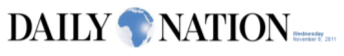 DAILY NATION
Wednesday
November 9, 2011